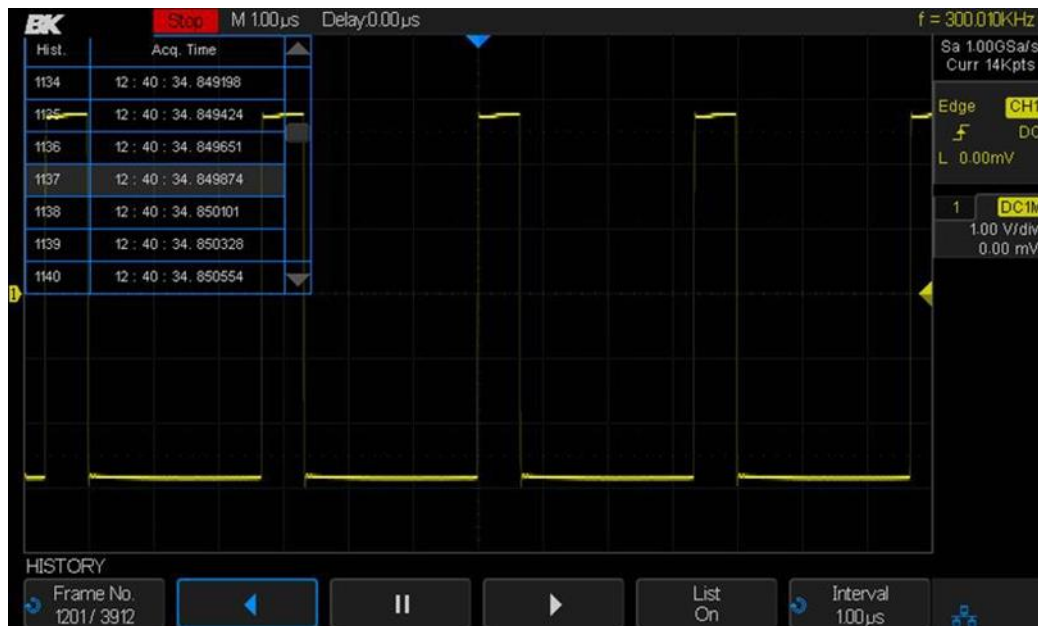 BK Stop M 1.00µs Delay:0.00µs f = 300.010KHz
Hist. Acq. Time
1134 12 : 40 : 34. 849198
1135 12 : 40 : 34. 849424
1136 12 : 40 : 34. 849651
1137 12 : 40 : 34. 849874
1138 12 : 40 : 34. 850101
1139 12 : 40 : 34. 850328
1140 12 : 40 : 34. 850554
Sa 1.00GSa/s
Curr 14Kpts
Edge CH1
DC
L 0.00mV
1 DC1M
1.00 V/div
0.00 mV
1
HISTORY
Frame No.
1201 / 3912
List
On
Interval
1.00µs